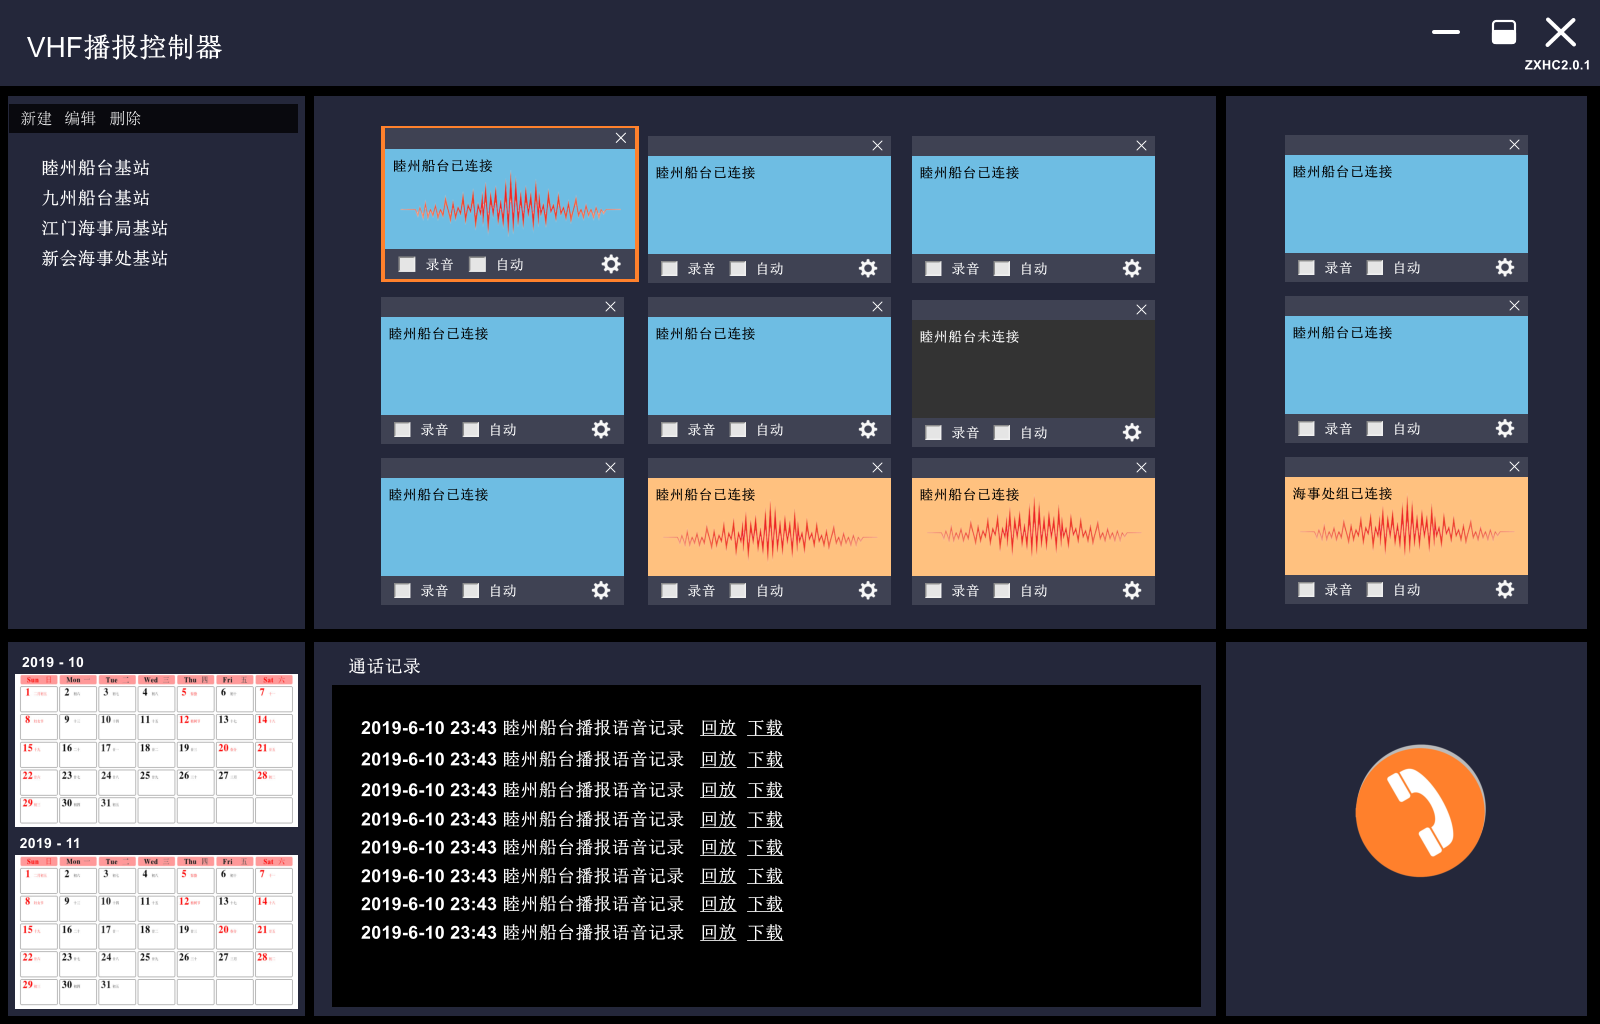 VHF播报控制器
ZXHC2.0.1
新建 编辑 删除
睦州船台基站
九州船台基站
江门海事局基站
新会海事处基站
睦州船台已连接
录音 自动
睦州船台已连接
录音 自动
睦州船台已连接
录音 自动
睦州船台已连接
录音 自动
睦州船台已连接
录音 自动
睦州船台未连接
录音 自动
睦州船台已连接
录音 自动
睦州船台已连接
录音 自动
睦州船台已连接
录音 自动
睦州船台已连接
录音 自动
睦州船台已连接
录音 自动
海事处组已连接
录音 自动
2019 - 10
Sun 日 Mon 一 Tue 二 Wed 三 Thu 四 Fri 五 Sat 六
1 2 3 4 5 6 7
8 9 10 11 12 13 14
15 16 17 18 19 20 21
22 23 24 25 26 27 28
29 30 31
2019 - 11
Sun 日 Mon 一 Tue 二 Wed 三 Thu 四 Fri 五 Sat 六
1 2 3 4 5 6 7
8 9 10 11 12 13 14
15 16 17 18 19 20 21
22 23 24 25 26 27 28
29 30 31
通话记录
2019-6-10 23:43 睦州船台播报语音记录 回放 下载
2019-6-10 23:43 睦州船台播报语音记录 回放 下载
2019-6-10 23:43 睦州船台播报语音记录 回放 下载
2019-6-10 23:43 睦州船台播报语音记录 回放 下载
2019-6-10 23:43 睦州船台播报语音记录 回放 下载
2019-6-10 23:43 睦州船台播报语音记录 回放 下载
2019-6-10 23:43 睦州船台播报语音记录 回放 下载
2019-6-10 23:43 睦州船台播报语音记录 回放 下载